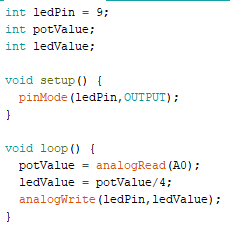 int ledPin = 9;
int potValue;
int ledValue;

void setup() {
  pinMode(ledPin,OUTPUT);
}

void loop() {
  potValue = analogRead(A0);
  ledValue = potValue/4;
  analogWrite(ledPin,ledValue);
}